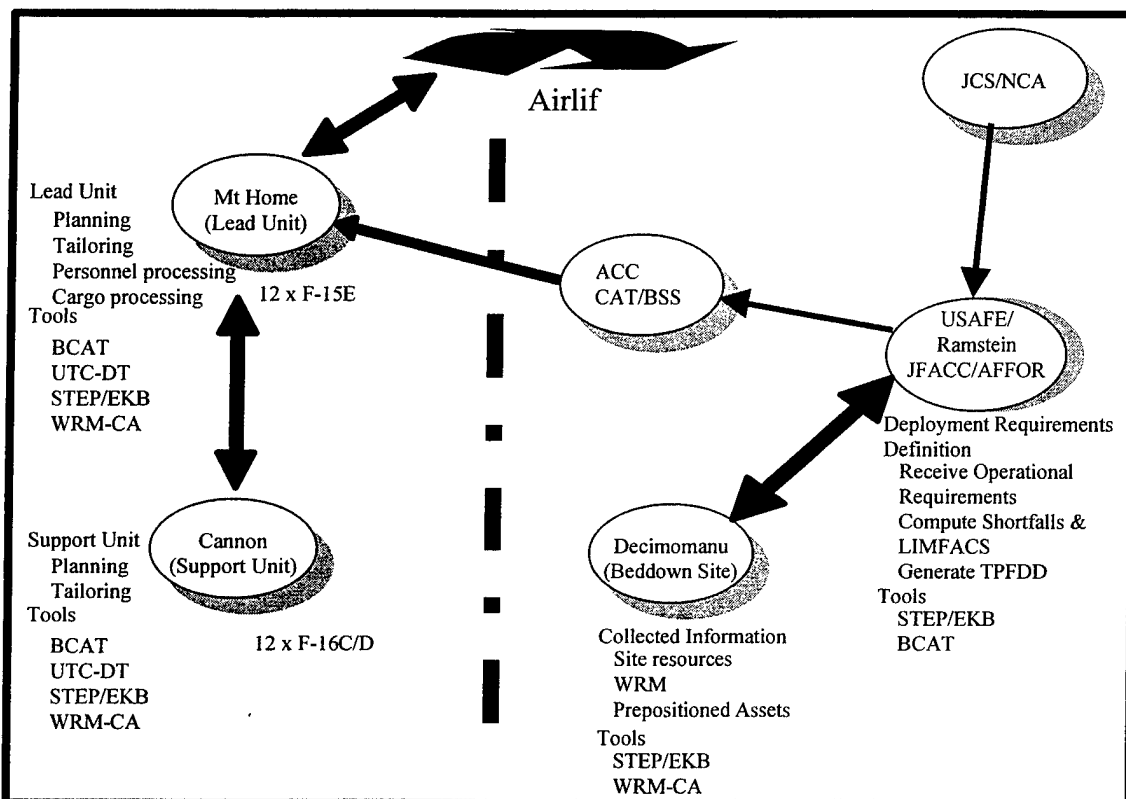 Airlif
JCS/NCA
Mt Home
(Lead Unit)
Lead Unit
Planning
Tailoring
Personnel processing
Cargo processing
12 x F-15E
Tools
BCAT
UTC-DT
STEP/EKB
WRM-CA
ACC
CAT/BSS
USAFE/
Ramstein
JFACC/AFFOR
Deployment Requirements
Definition
Receive Operational
Requirements
Compute Shortfalls &
LIMFACS
Generate TPFDD
Tools
STEP/EKB
BCAT
Cannon
(Support Unit)
Support Unit
Planning
Tailoring
Tools
BCAT
UTC-DT
STEP/EKB
WRM-CA
12 x F-16C/D
Decimomanu
(Beddown Site)
Collected Information
Site resources
WRM
Prepositioned Assets
Tools
STEP/EKB
WRM-CA